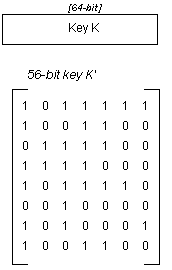 [64-bit]
Key K
56-bit key K'
1 0 1 1 1 1 1
1 0 0 1 1 0 0
0 1 1 1 1 0 0
1 1 1 1 0 0 0
1 0 1 1 1 1 0
0 0 1 0 0 0 0
1 0 1 0 0 0 1
1 0 0 1 1 0 0